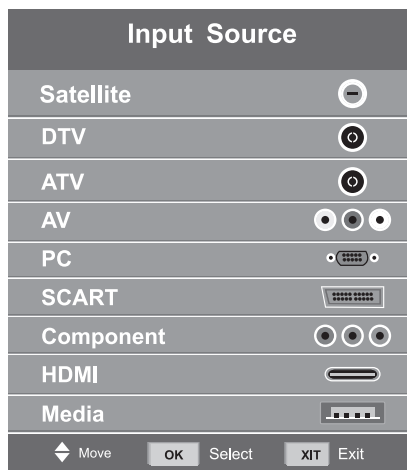 Input Source
Satellite
DTV
ATV
AV
PC
SCART
Component
HDMI
Media
Move OK Select XIT Exit